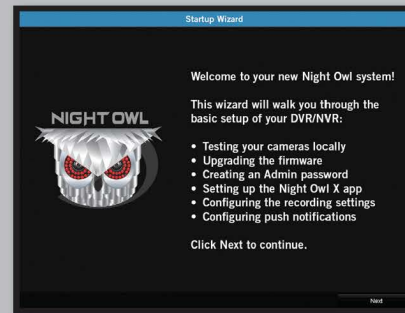 Startup Wizard
NIGHT OWL
Welcome to your new Night Owl system!
This wizard will walk you through the
basic setup of your DVR/NVR:
• Testing your cameras locally
• Upgrading the firmware
• Creating an Admin password
• Setting up the Night Owl X app
• Configuring the recording settings
• Configuring push notifications
Click Next to continue.
Next